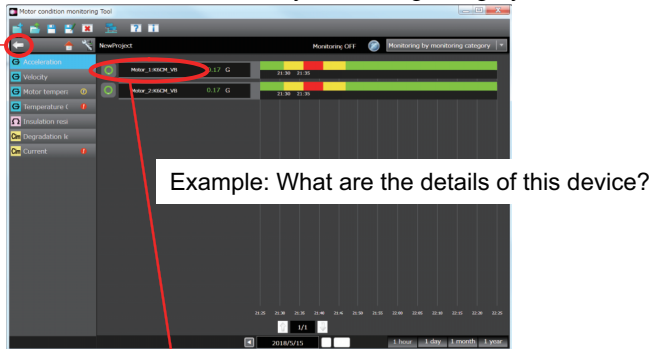 Motor condition monitoring Tool
NewProject
Monitoring OFF
Monitoring by monitoring category
Acceleration
Velocity
Motor temperi
Temperature (
Insulation resi
Degradation le
Current
Motor_1:K6CM_VB 0.17 G
21:30 21:35
Motor_2:K6CM_VB 0.17 G
21:30 21:35
Example: What are the details of this device?
1/1
2018/5/15
1 hour 1 day 1 month 1 year